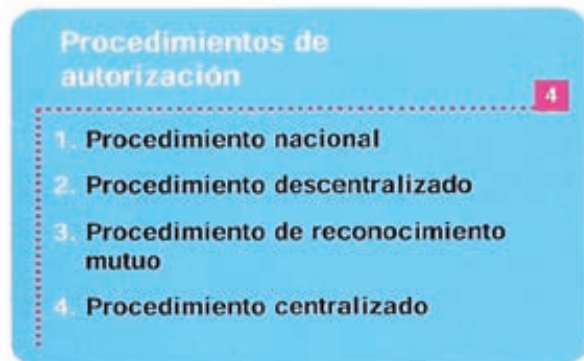 Procedimientos de
autorización
4
1. Procedimiento nacional
2. Procedimiento descentralizado
3. Procedimiento de reconocimiento
mutuo
4. Procedimiento centralizado